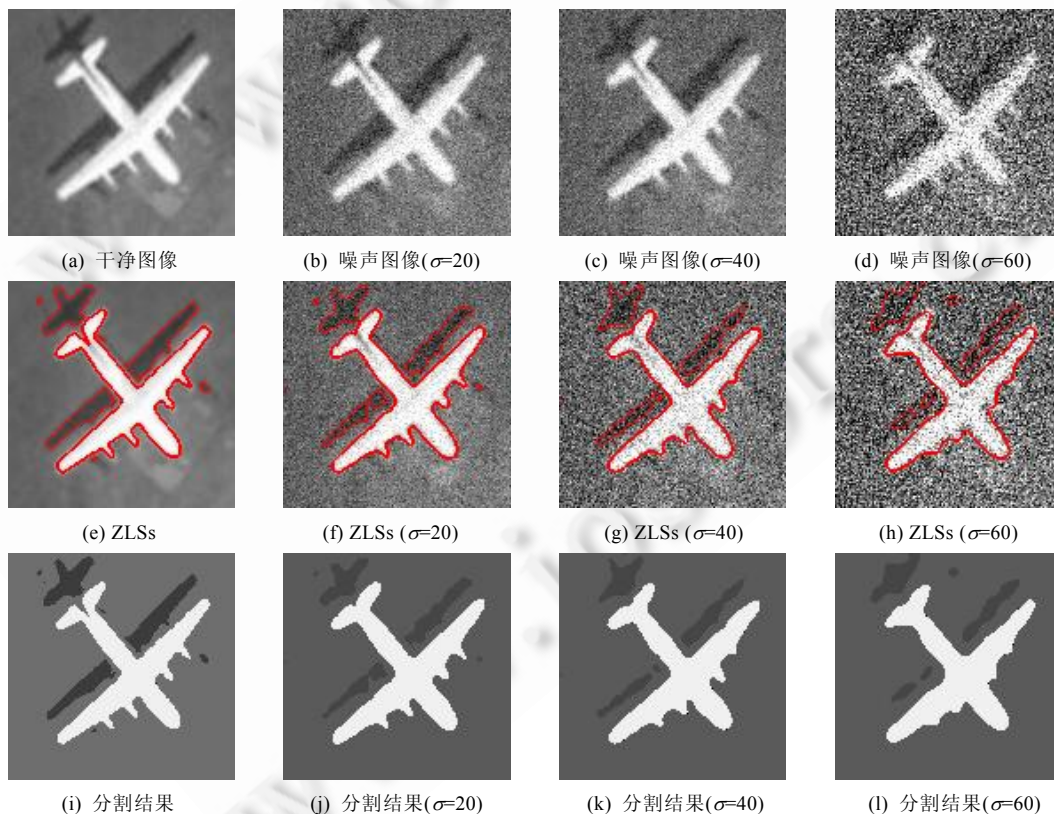 (a) 干净图像 (b) 噪声图像(σ=20) (c) 噪声图像(σ=40) (d) 噪声图像(σ=60)
(e) ZLSs (f) ZLSs (σ=20) (g) ZLSs (σ=40) (h) ZLSs (σ=60)
(i) 分割结果 (j) 分割结果(σ=20) (k) 分割结果(σ=40) (l) 分割结果(σ=60)